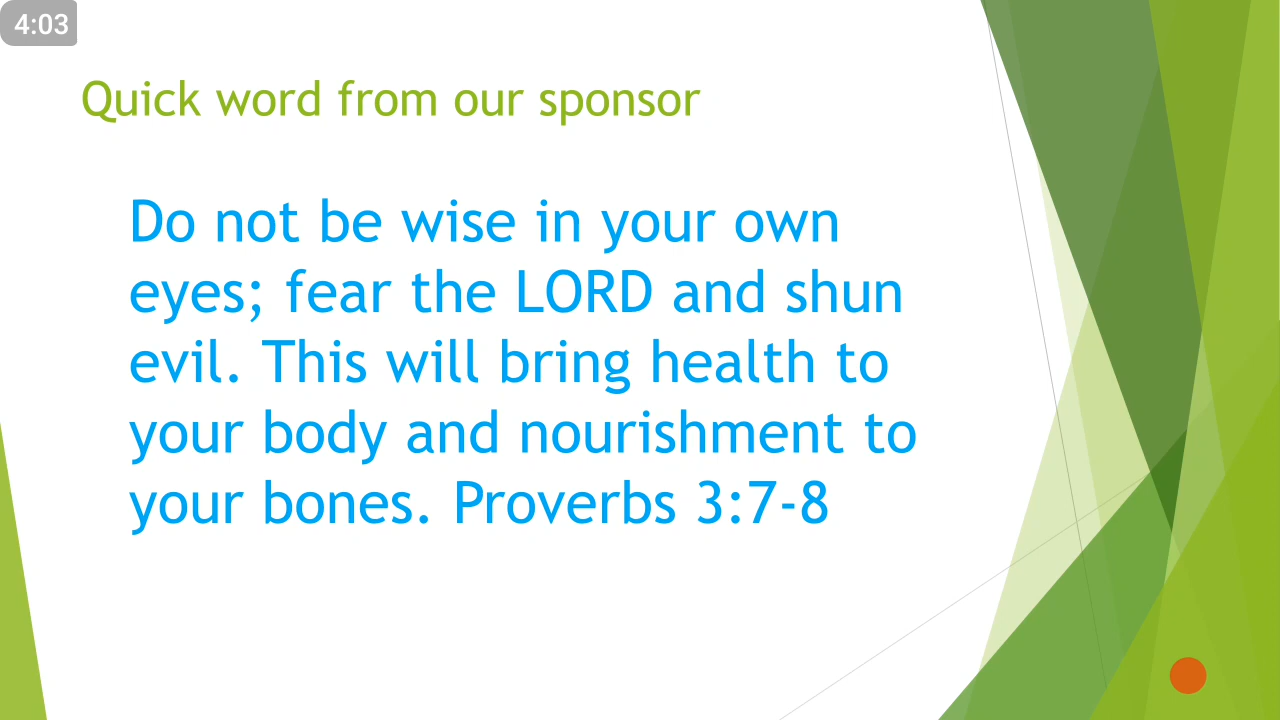 4:03
Quick word from our sponsor
Do not be wise in your own
eyes; fear the LORD and shun
evil. This will bring health to
your body and nourishment to
your bones. Proverbs 3:7-8